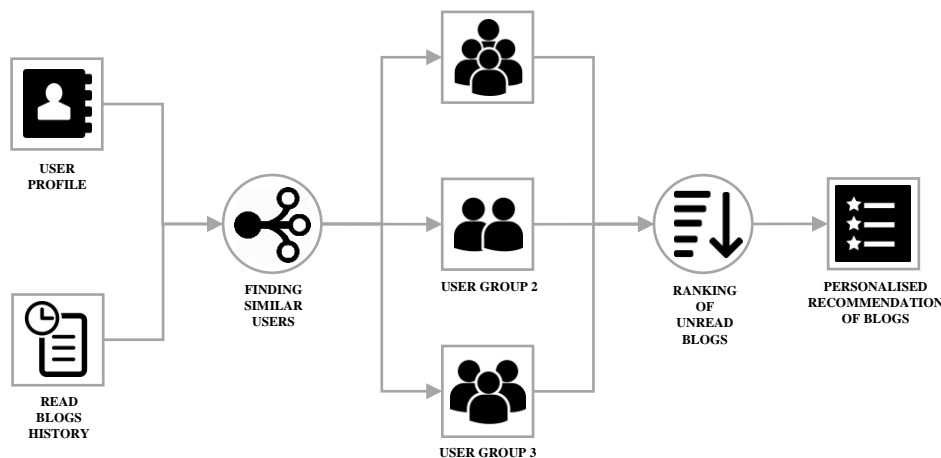 USER
PROFILE
READ
BLOGS
HISTORY
FINDING
SIMILAR
USERS
USER GROUP 2
USER GROUP 3
RANKING
OF
UNREAD
BLOGS
PERSONALISED
RECOMMENDATION
OF BLOGS